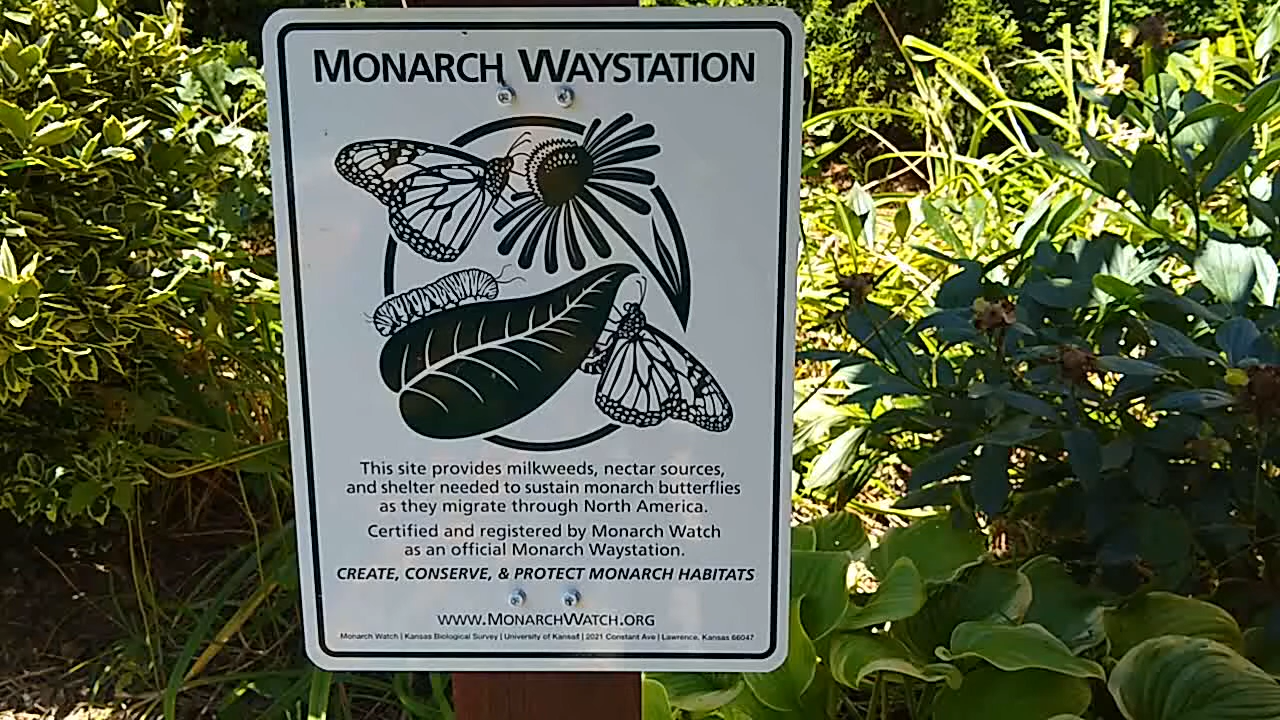 MONARCH WAYSTATION
This site provides milkweeds, nectar sources,
and shelter needed to sustain monarch butterflies
as they migrate through North America.
Certified and registered by Monarch Watch
as an official Monarch Waystation.
CREATE, CONSERVE, & PROTECT MONARCH HABITATS
WWW.MONARCHWATCH.ORG
Monarch Watch | Kansas Biological Survey | University of Kansas | 2021 Constant Ave | Lawrence, Kansas 66047